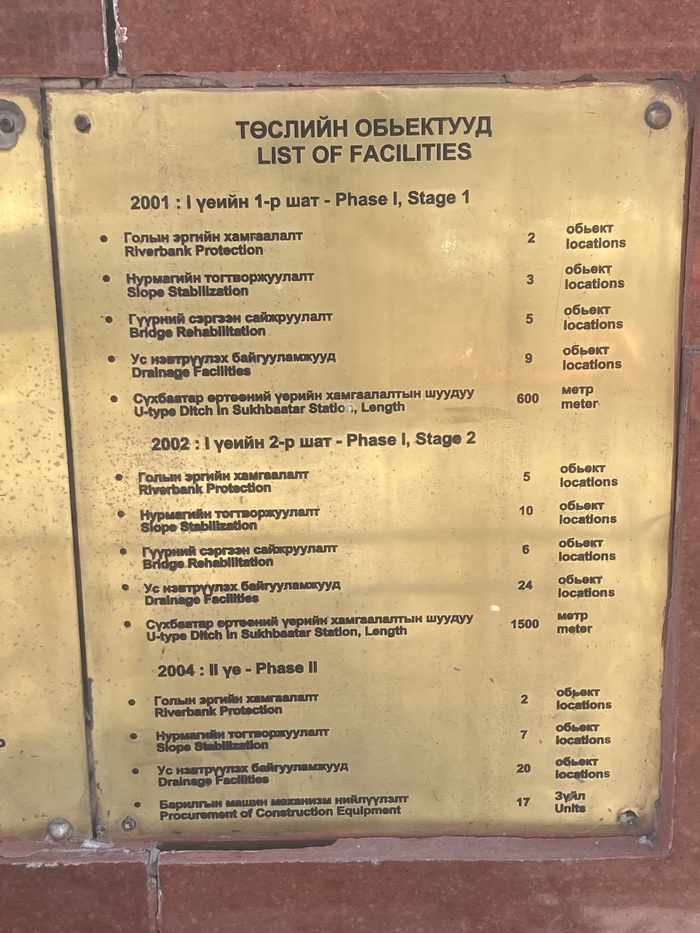 ТӨСЛИЙН ОБЬЕКТУУД
LIST OF FACILITIES
2001 : I үеийн 1-р шат - Phase I, Stage 1
• Голын эргийн хамгаалалт 2 обьект
Riverbank Protection locations
• Нурмагийн тогтворжуулалт 3 обьект
Slope Stabilization locations
• Гүүрний сэргээн сайжруулалт 5 обьект
Bridge Rehabilitation locations
• Ус нэвтрүүлэх байгууламжууд 9 обьект
Drainage Facilities locations
• Сүхбаатар өртөөний үерийн хамгаалалтын шуудуу 600 метр
U-type Ditch in Sukhbaatar Station, Length meter
2002 : I үеийн 2-р шат - Phase I, Stage 2
• Голын эргийн хамгаалалт 5 обьект
Riverbank Protection locations
• Нурмагийн тогтворжуулалт 10 обьект
Slope Stabilization locations
• Гүүрний сэргээн сайжруулалт 6 обьект
Bridge Rehabilitation locations
• Ус нэвтрүүлэх байгууламжууд 24 обьект
Drainage Facilities locations
• Сүхбаатар өртөөний үерийн хамгаалалтын шуудуу 1500 метр
U-type Ditch in Sukhbaatar Station, Length meter
2004 : II үе - Phase II
• Голын эргийн хамгаалалт 2 обьект
Riverbank Protection locations
• Нурмагийн тогтворжуулалт 7 обьект
Slope Stabilization locations
• Ус нэвтрүүлэх байгууламжууд 20 обьект
Drainage Facilities locations
• Барилгын машин механизм нийлүүлэлт 17 Зүйл
Procurement of Construction Equipment Units